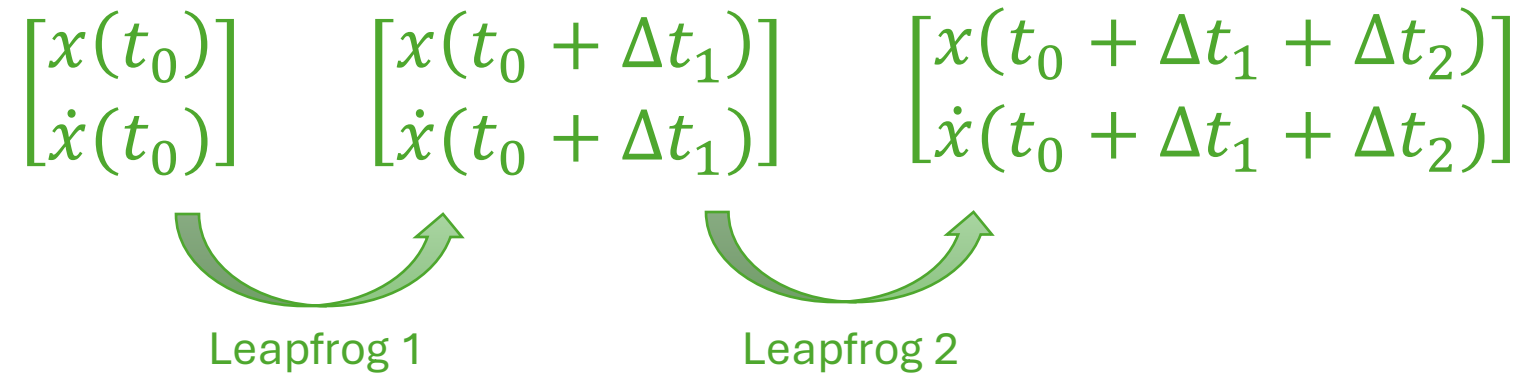 [x(t₀)] [x(t₀ + Δt₁)] [x(t₀ + Δt₁ + Δt₂)]
[ẋ(t₀)] [ẋ(t₀ + Δt₁)] [ẋ(t₀ + Δt₁ + Δt₂)]
Leapfrog 1 Leapfrog 2